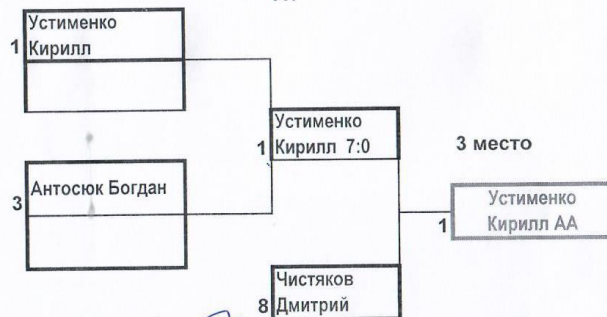 Устименко
1 Кирилл
Устименко
1 Кирилл 7:0
3 место
3 Антосюк Богдан
Устименко
1 Кирилл АА
Чистяков
8 Дмитрий